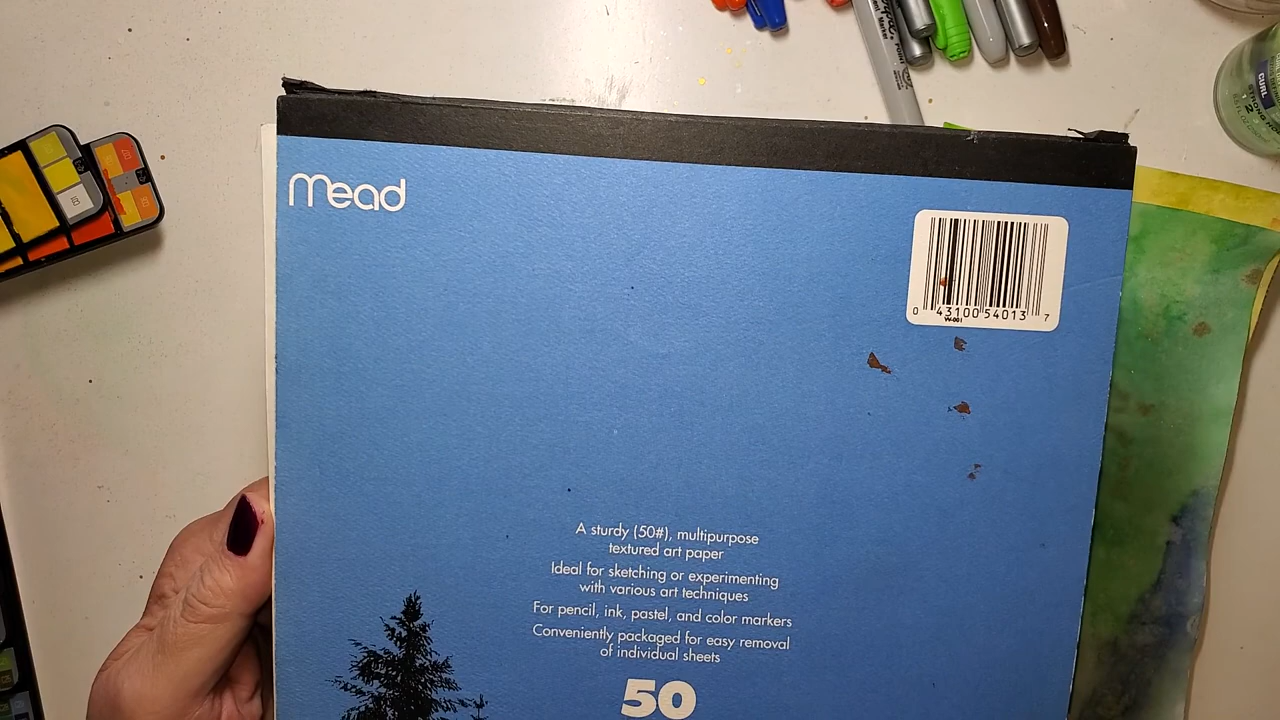 mead
0 43100 54013 7
A sturdy (50#), multipurpose
textured art paper
Ideal for sketching or experimenting
with various art techniques
For pencil, ink, pastel, and color markers
Conveniently packaged for easy removal
of individual sheets
50
CURL